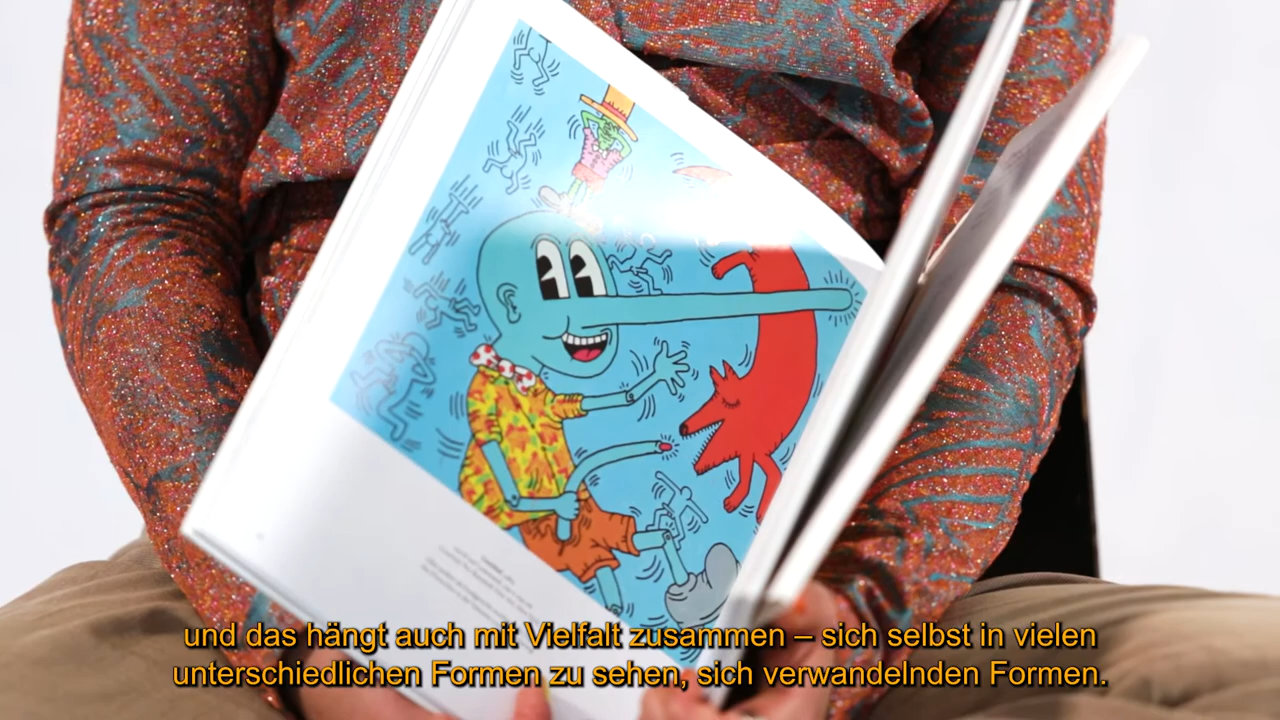 und das hängt auch mit Vielfalt zusammen – sich selbst in vielen
unterschiedlichen Formen zu sehen, sich verwandelnden Formen.